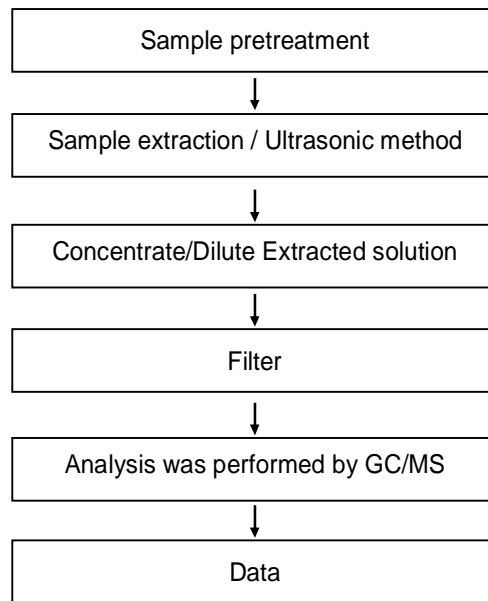 Sample pretreatment
Sample extraction / Ultrasonic method
Concentrate/Dilute Extracted solution
Filter
Analysis was performed by GC/MS
Data